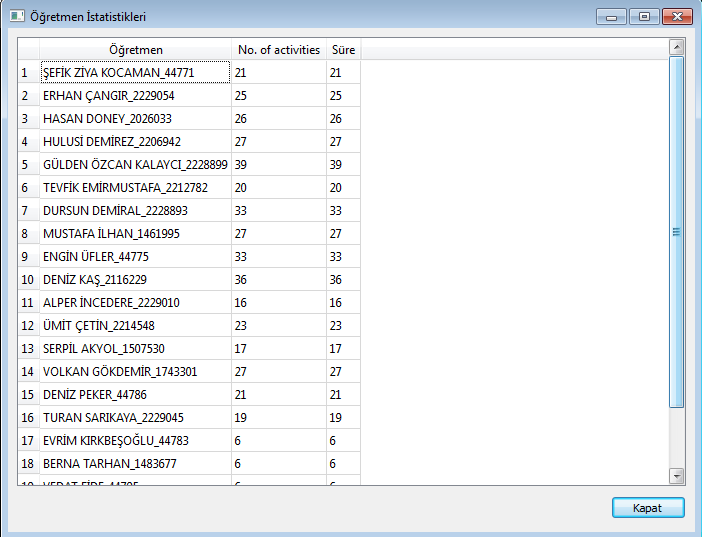 Öğretmen İstatistikleri
Öğretmen No. of activities Süre
1 ŞEFİK ZİYA KOCAMAN_44771 21 21
2 ERHAN ÇANGIR_2229054 25 25
3 HASAN DONEY_2026033 26 26
4 HULUSİ DEMİREZ_2206942 27 27
5 GÜLDEN ÖZCAN KALAYCI_2228899 39 39
6 TEVFİK EMİRMUSTAFA_2212782 20 20
7 DURSUN DEMİRAL_2228893 33 33
8 MUSTAFA İLHAN_1461995 27 27
9 ENGİN ÜFLER_44775 33 33
10 DENİZ KAŞ_2116229 36 36
11 ALPER İNCEDERE_2229010 16 16
12 ÜMİT ÇETİN_2214548 23 23
13 SERPİL AKYOL_1507530 17 17
14 VOLKAN GÖKDEMİR_1743301 27 27
15 DENİZ PEKER_44786 21 21
16 TURAN SARIKAYA_2229045 19 19
17 EVRİM KIRKBEŞOĞLU_44783 6 6
18 BERNA TARHAN_1483677 6 6
Kapat